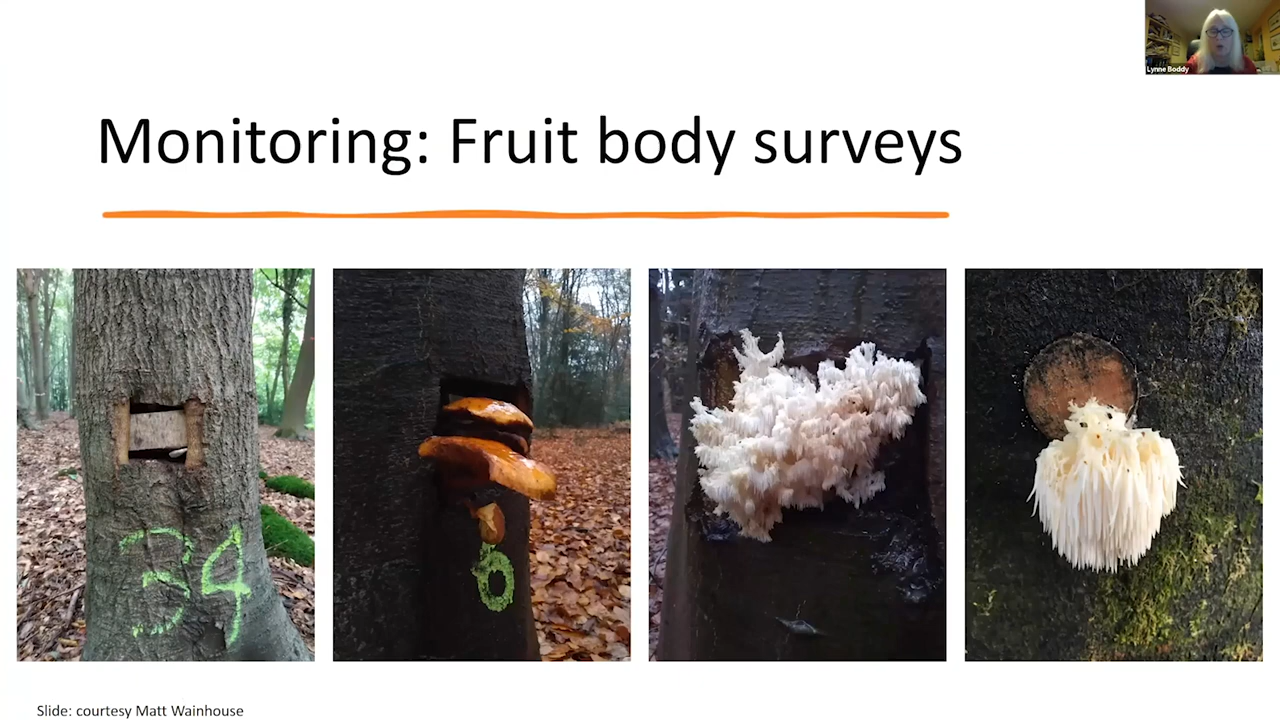 Lynne Boddy
Monitoring: Fruit body surveys
34
6
Slide: courtesy Matt Wainhouse